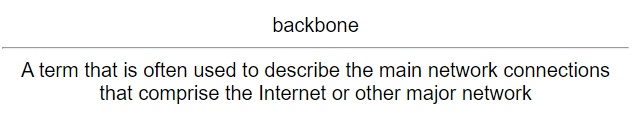 backbone
A term that is often used to describe the main network connections
that comprise the Internet or other major network